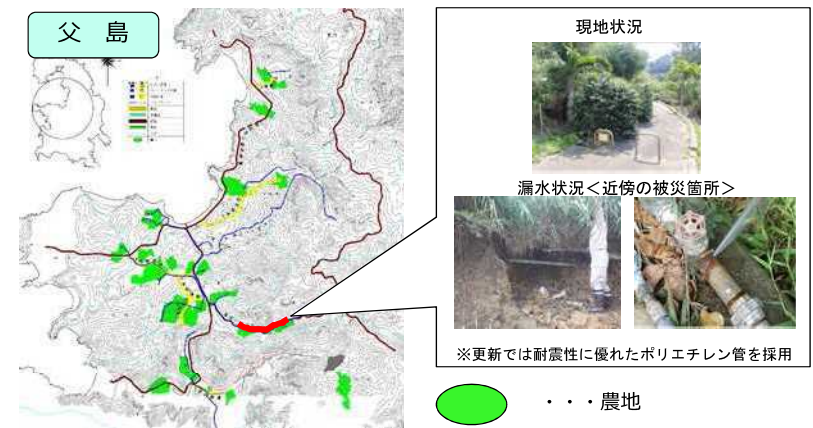 父 島
現地状況
漏水状況＜近傍の被災箇所＞
※更新では耐震性に優れたポリエチレン管を採用
・・・農地